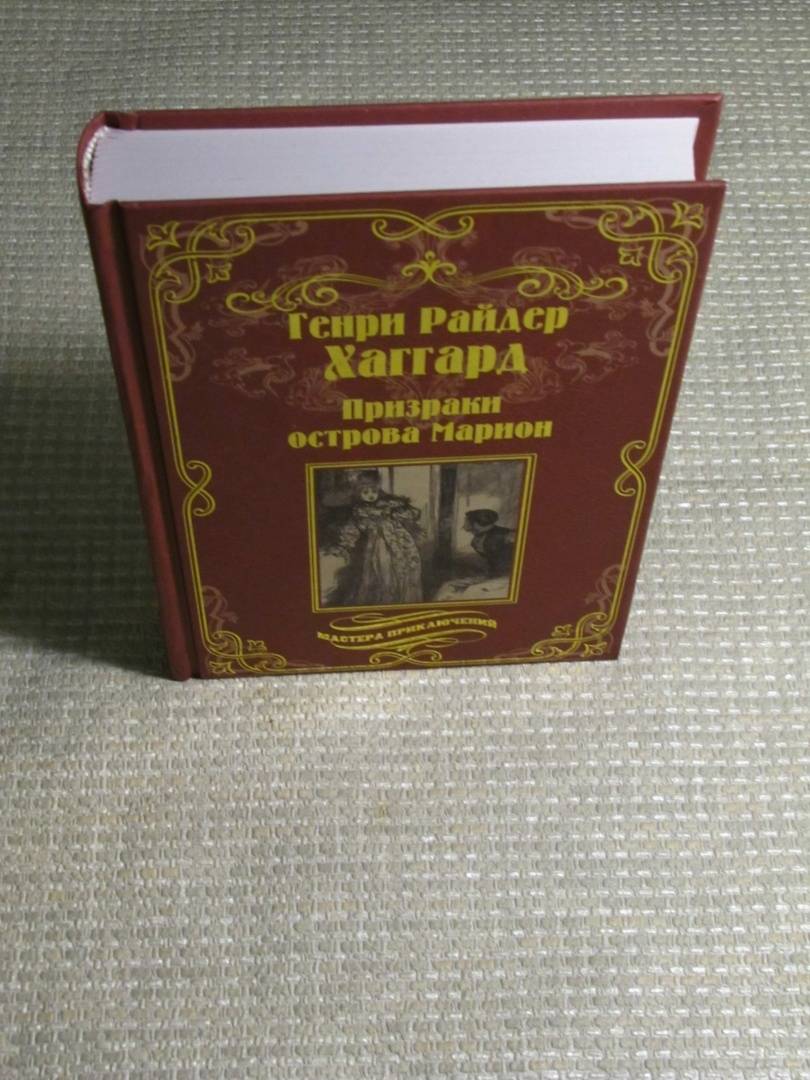 Генри Райдер
Хаггард
Призраки
острова Марион
МАСТЕРА ПРИКЛЮЧЕНИЙ